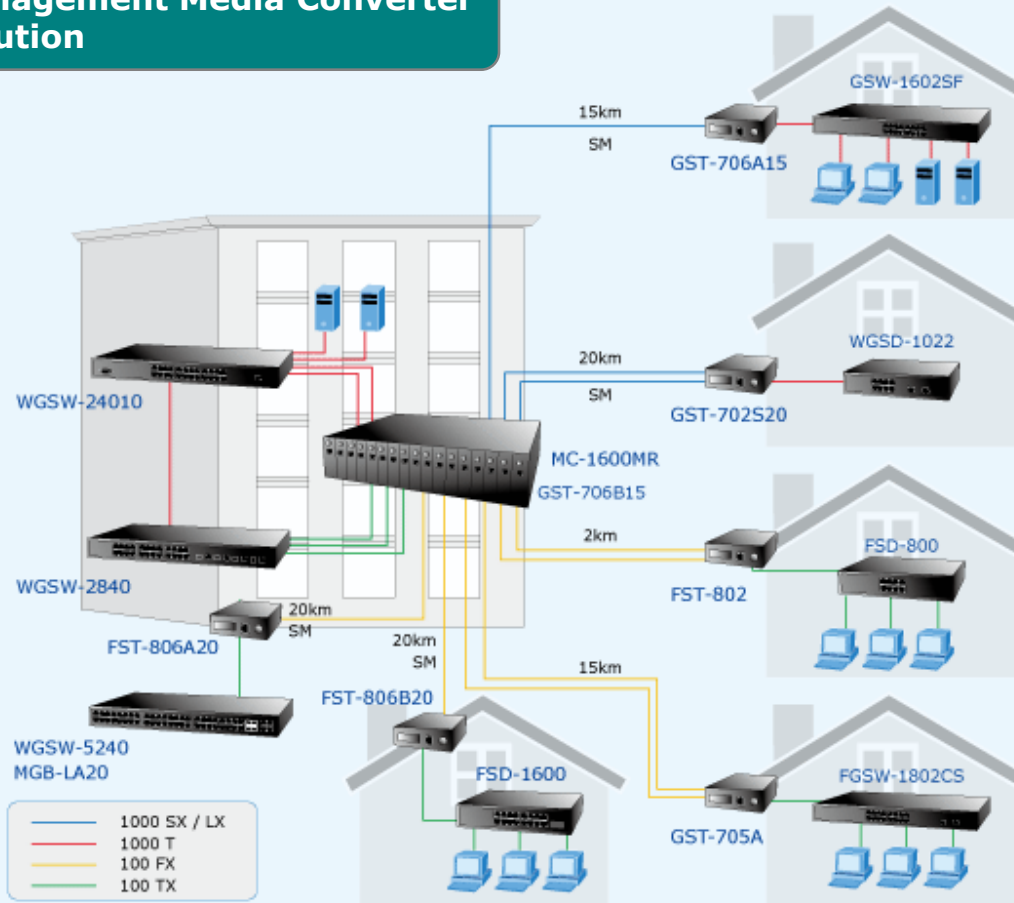 Media Converter
ution
15km
SM
GST-706A15
GSW-1602SF
20km
SM
GST-702S20
WGSD-1022
WGSW-24010
MC-1600MR
GST-706B15
2km
FST-802
FSD-800
WGSW-2840
20km
SM
FST-806A20
20km
SM
FST-806B20
15km
GST-705A
FGSW-1802CS
WGSW-5240
MGB-LA20
FSD-1600
1000 SX / LX
1000 T
100 FX
100 TX